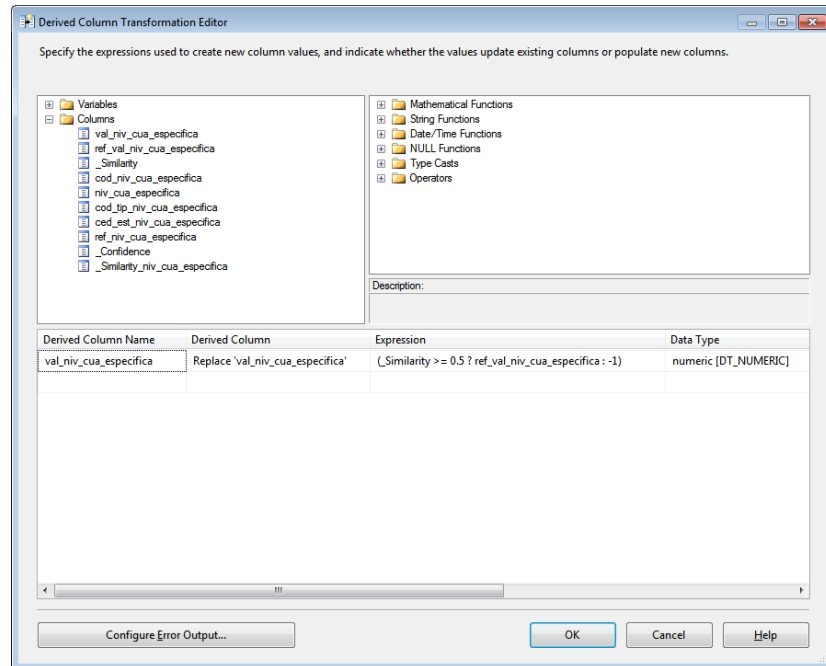 Derived Column Transformation Editor
Specify the expressions used to create new column values, and indicate whether the values update existing columns or populate new columns.
Variables
Columns
val_niv_cua_especifica
ref_val_niv_cua_especifica
_Similarity
cod_niv_cua_especifica
niv_cua_especifica
cod_tip_niv_cua_especifica
ced_est_niv_cua_especifica
ref_niv_cua_especifica
_Confidence
_Similarity_niv_cua_especifica
Mathematical Functions
String Functions
Date/Time Functions
NULL Functions
Type Casts
Operators
Description:
Derived Column Name Derived Column Expression Data Type
val_niv_cua_especifica Replace 'val_niv_cua_especifica' (_Similarity >= 0.5 ? ref_val_niv_cua_especifica : -1) numeric [DT_NUMERIC]
Configure Error Output... OK Cancel Help